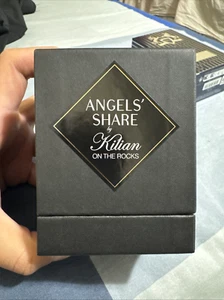 ANGELS'
SHARE
by
Kilian
ON THE ROCKS